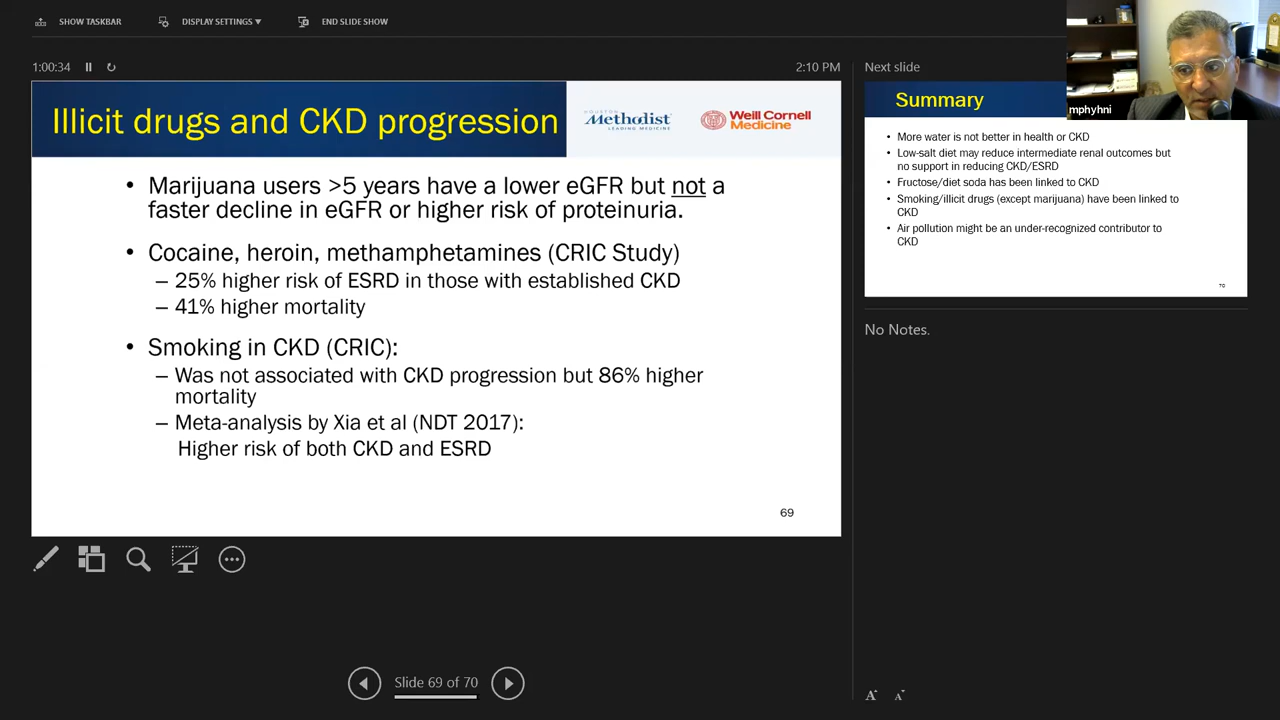 SHOW TASKBAR
DISPLAY SETTINGS
END SLIDE SHOW
1:00:34
2:10 PM
Illicit drugs and CKD progression
HOUSTON
Methodist
LEADING MEDICINE
Weill Cornell
Medicine
• Marijuana users >5 years have a lower eGFR but not a
faster decline in eGFR or higher risk of proteinuria.
• Cocaine, heroin, methamphetamines (CRIC Study)
– 25% higher risk of ESRD in those with established CKD
– 41% higher mortality
• Smoking in CKD (CRIC):
– Was not associated with CKD progression but 86% higher
mortality
– Meta-analysis by Xia et al (NDT 2017):
Higher risk of both CKD and ESRD
69
Slide 69 of 70
Next slide
mphyhni
Summary
• More water is not better in health or CKD
• Low-salt diet may reduce intermediate renal outcomes but
no support in reducing CKD/ESRD
• Fructose/diet soda has been linked to CKD
• Smoking/illicit drugs (except marijuana) have been linked to
CKD
• Air pollution might be an under-recognized contributor to
CKD
70
No Notes.
A A